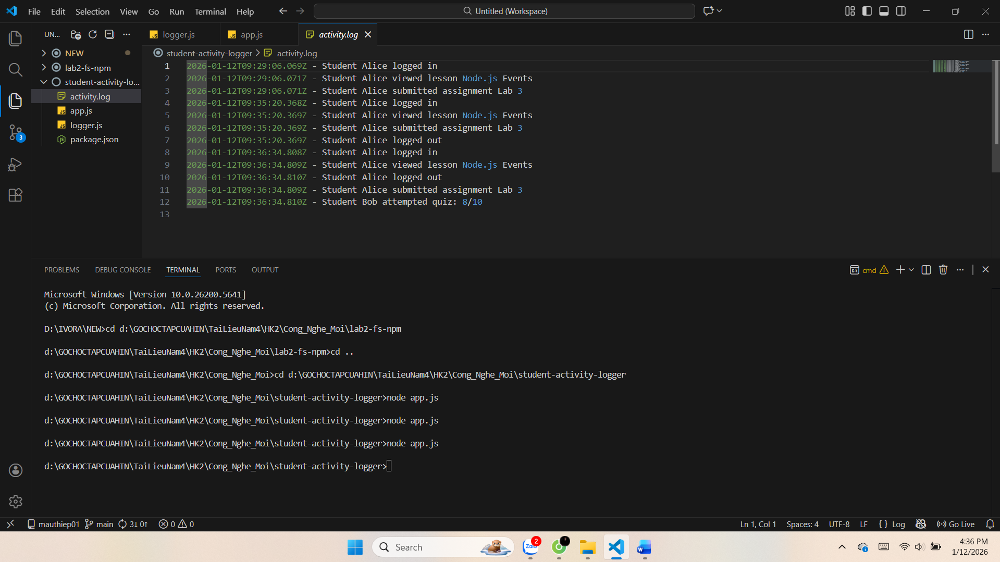 File Edit Selection View Go Run Terminal Help
Untitled (Workspace)
UN...
NEW
lab2-fs-npm
student-activity-lo...
activity.log
app.js
logger.js
package.json
logger.js
app.js
activity.log
student-activity-logger > activity.log
1 2026-01-12T09:29:06.069Z - Student Alice logged in
2 2026-01-12T09:29:06.071Z - Student Alice viewed lesson Node.js Events
3 2026-01-12T09:29:06.071Z - Student Alice submitted assignment Lab 3
4 2026-01-12T09:35:20.368Z - Student Alice logged in
5 2026-01-12T09:35:20.369Z - Student Alice viewed lesson Node.js Events
6 2026-01-12T09:35:20.369Z - Student Alice submitted assignment Lab 3
7 2026-01-12T09:35:20.369Z - Student Alice logged out
8 2026-01-12T09:36:34.808Z - Student Alice logged in
9 2026-01-12T09:36:34.809Z - Student Alice viewed lesson Node.js Events
10 2026-01-12T09:36:34.810Z - Student Alice logged out
11 2026-01-12T09:36:34.809Z - Student Alice submitted assignment Lab 3
12 2026-01-12T09:36:34.810Z - Student Bob attempted quiz: 8/10
13
3
PROBLEMS DEBUG CONSOLE TERMINAL PORTS OUTPUT
cmd
Microsoft Windows [Version 10.0.26200.5641]
(c) Microsoft Corporation. All rights reserved.
D:\IVORA\NEW>cd d:\GOCHOCTAPCUAHIN\TaiLieuNam4\HK2\Cong_Nghe_Moi\lab2-fs-npm
d:\GOCHOCTAPCUAHIN\TaiLieuNam4\HK2\Cong_Nghe_Moi\lab2-fs-npm>cd ..
d:\GOCHOCTAPCUAHIN\TaiLieuNam4\HK2\Cong_Nghe_Moi>cd d:\GOCHOCTAPCUAHIN\TaiLieuNam4\HK2\Cong_Nghe_Moi\student-activity-logger
d:\GOCHOCTAPCUAHIN\TaiLieuNam4\HK2\Cong_Nghe_Moi\student-activity-logger>node app.js
d:\GOCHOCTAPCUAHIN\TaiLieuNam4\HK2\Cong_Nghe_Moi\student-activity-logger>node app.js
d:\GOCHOCTAPCUAHIN\TaiLieuNam4\HK2\Cong_Nghe_Moi\student-activity-logger>node app.js
d:\GOCHOCTAPCUAHIN\TaiLieuNam4\HK2\Cong_Nghe_Moi\student-activity-logger>
mauthiep01 main 3↓ 0↑ 0 0
Ln 1, Col 1 Spaces: 4 UTF-8 LF { } Log Go Live
Search
Zalo
2
W
4:36 PM
1/12/2026